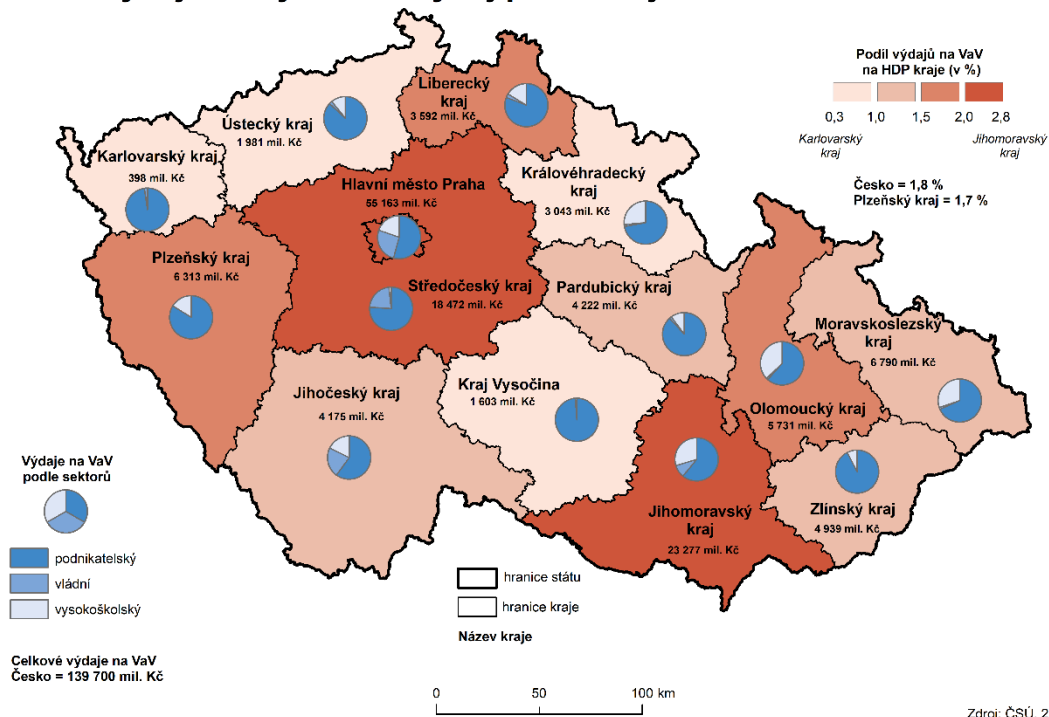 Podíl výdajů na VaV
na HDP kraje (v %)
0,3 1,0 1,5 2,0 2,8
Karlovarský
kraj
Jihomoravský
kraj
Česko = 1,8 %
Plzeňský kraj = 1,7 %
Liberecký
kraj
3 592 mil. Kč
Ústecký kraj
1 981 mil. Kč
Karlovarský kraj
398 mil. Kč
Hlavní město Praha
55 163 mil. Kč
Královéhradecký
kraj
3 043 mil. Kč
Plzeňský kraj
6 313 mil. Kč
Středočeský kraj
18 472 mil. Kč
Pardubický kraj
4 222 mil. Kč
Moravskoslezský
kraj
6 790 mil. Kč
Jihočeský kraj
4 175 mil. Kč
Kraj Vysočina
1 603 mil. Kč
Olomoucký kraj
5 731 mil. Kč
Jihomoravský
kraj
23 277 mil. Kč
Zlínský kraj
4 939 mil. Kč
Výdaje na VaV
podle sektorů
podnikatelský
vládní
vysokoškolský
hranice státu
hranice kraje
Název kraje
Celkové výdaje na VaV
Česko = 139 700 mil. Kč
0 50 100 km
Zdroj: ČSÚ, 2